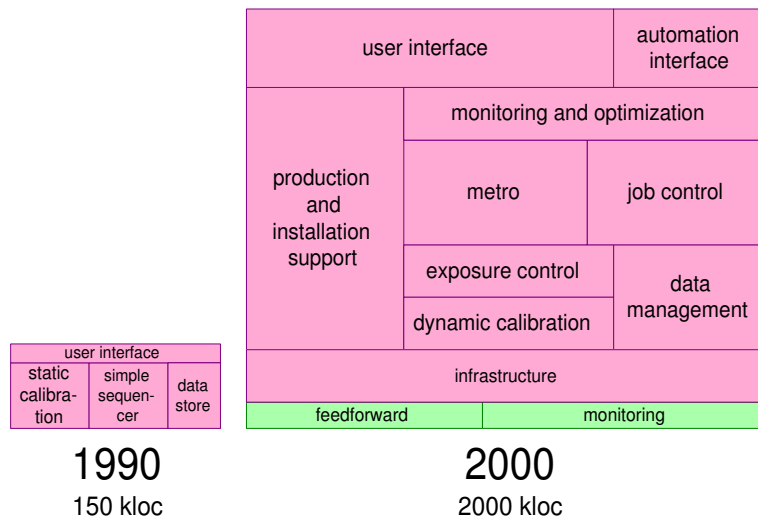 user interface
automation
interface
monitoring and optimization
production
and
installation
support
metro
job control
exposure control
data
management
dynamic calibration
infrastructure
feedforward
monitoring
user interface
static
calibra-
tion
simple
sequen-
cer
data
store
1990
150 kloc
2000
2000 kloc